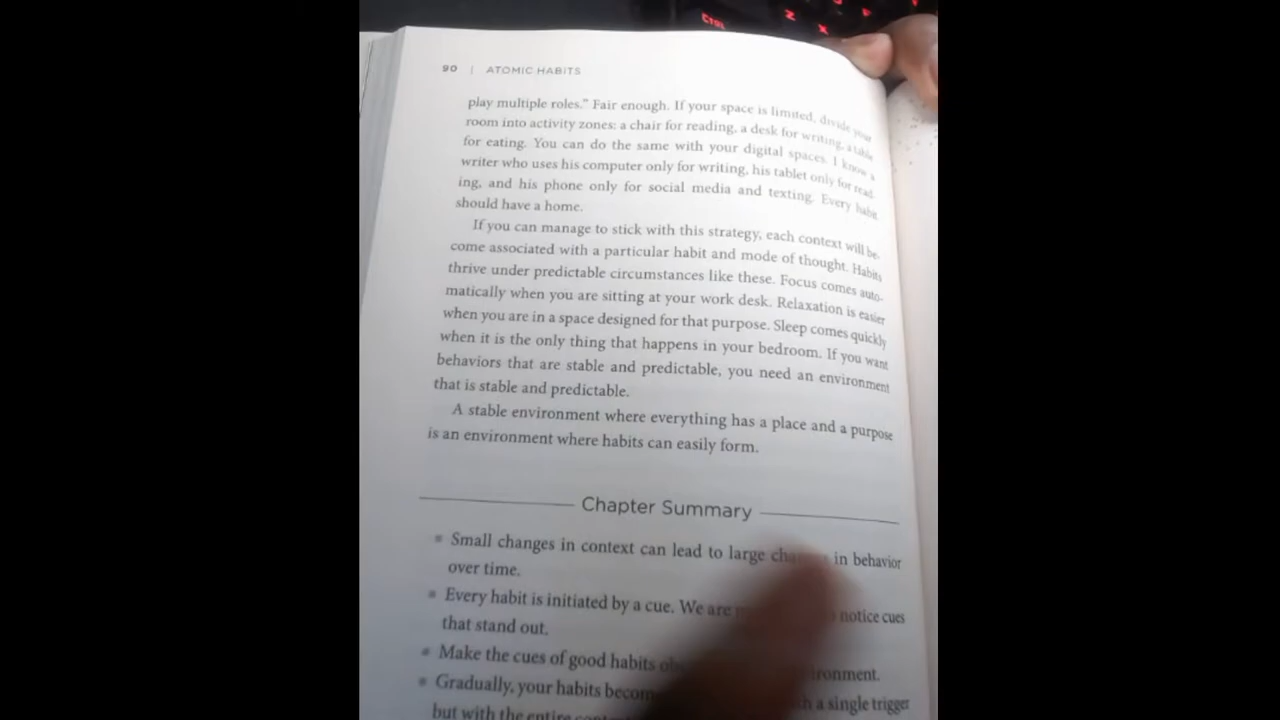 CTRL Z X
90 | ATOMIC HABITS
play multiple roles.” Fair enough. If your space is limited, divide your
room into activity zones: a chair for reading, a desk for writing, a table
for eating. You can do the same with your digital spaces. I know a
writer who uses his computer only for writing, his tablet only for read-
ing, and his phone only for social media and texting. Every habit
should have a home.
If you can manage to stick with this strategy, each context will be-
come associated with a particular habit and mode of thought. Habits
thrive under predictable circumstances like these. Focus comes auto-
matically when you are sitting at your work desk. Relaxation is easier
when you are in a space designed for that purpose. Sleep comes quickly
when it is the only thing that happens in your bedroom. If you want
behaviors that are stable and predictable, you need an environment
that is stable and predictable.
A stable environment where everything has a place and a purpose
is an environment where habits can easily form.
Chapter Summary
Small changes in context can lead to large in behavior
over time.
Every habit is initiated by a cue. We are notice cues
that stand out.
Make the cues of good habits
Gradually, your habits a single trigger
but with the entire